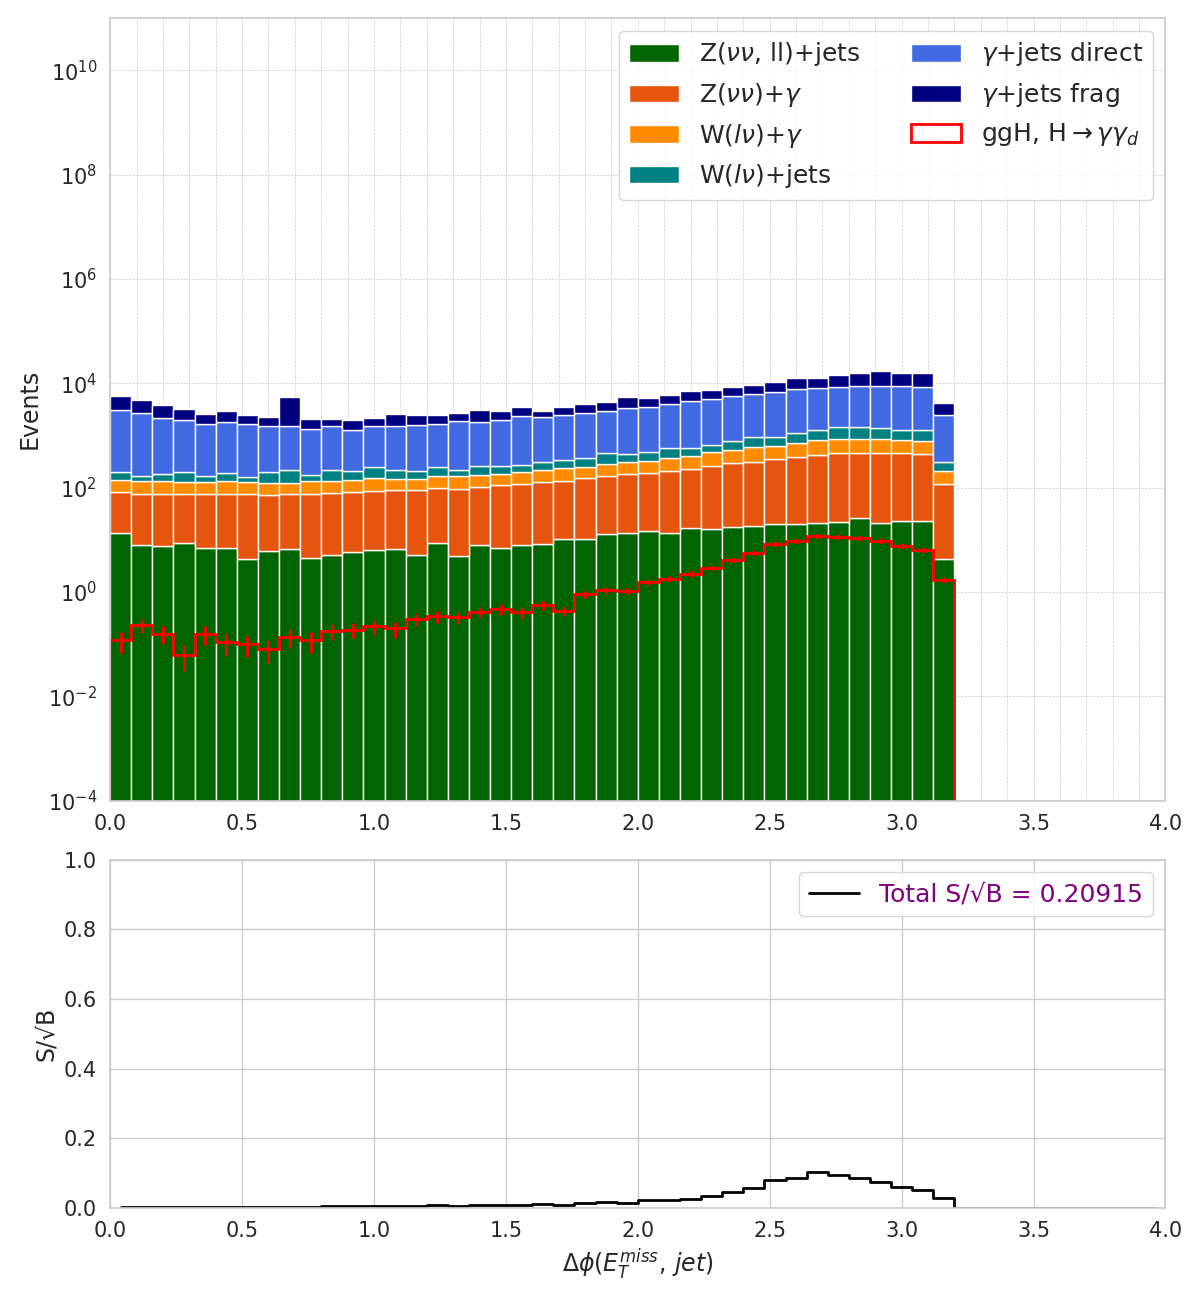 Z(νν, ll)+jets
Z(νν)+γ
W(lν)+γ
W(lν)+jets
γ+jets direct
γ+jets frag
ggH, H→γγ_d
Events
10^10
10^8
10^6
10^4
10^2
10^0
10^−2
10^−4
0.0 0.5 1.0 1.5 2.0 2.5 3.0 3.5 4.0
Total S/√B = 0.20915
S/√B
1.0
0.8
0.6
0.4
0.2
0.0
0.0 0.5 1.0 1.5 2.0 2.5 3.0 3.5 4.0
Δϕ(E_T^miss, jet)